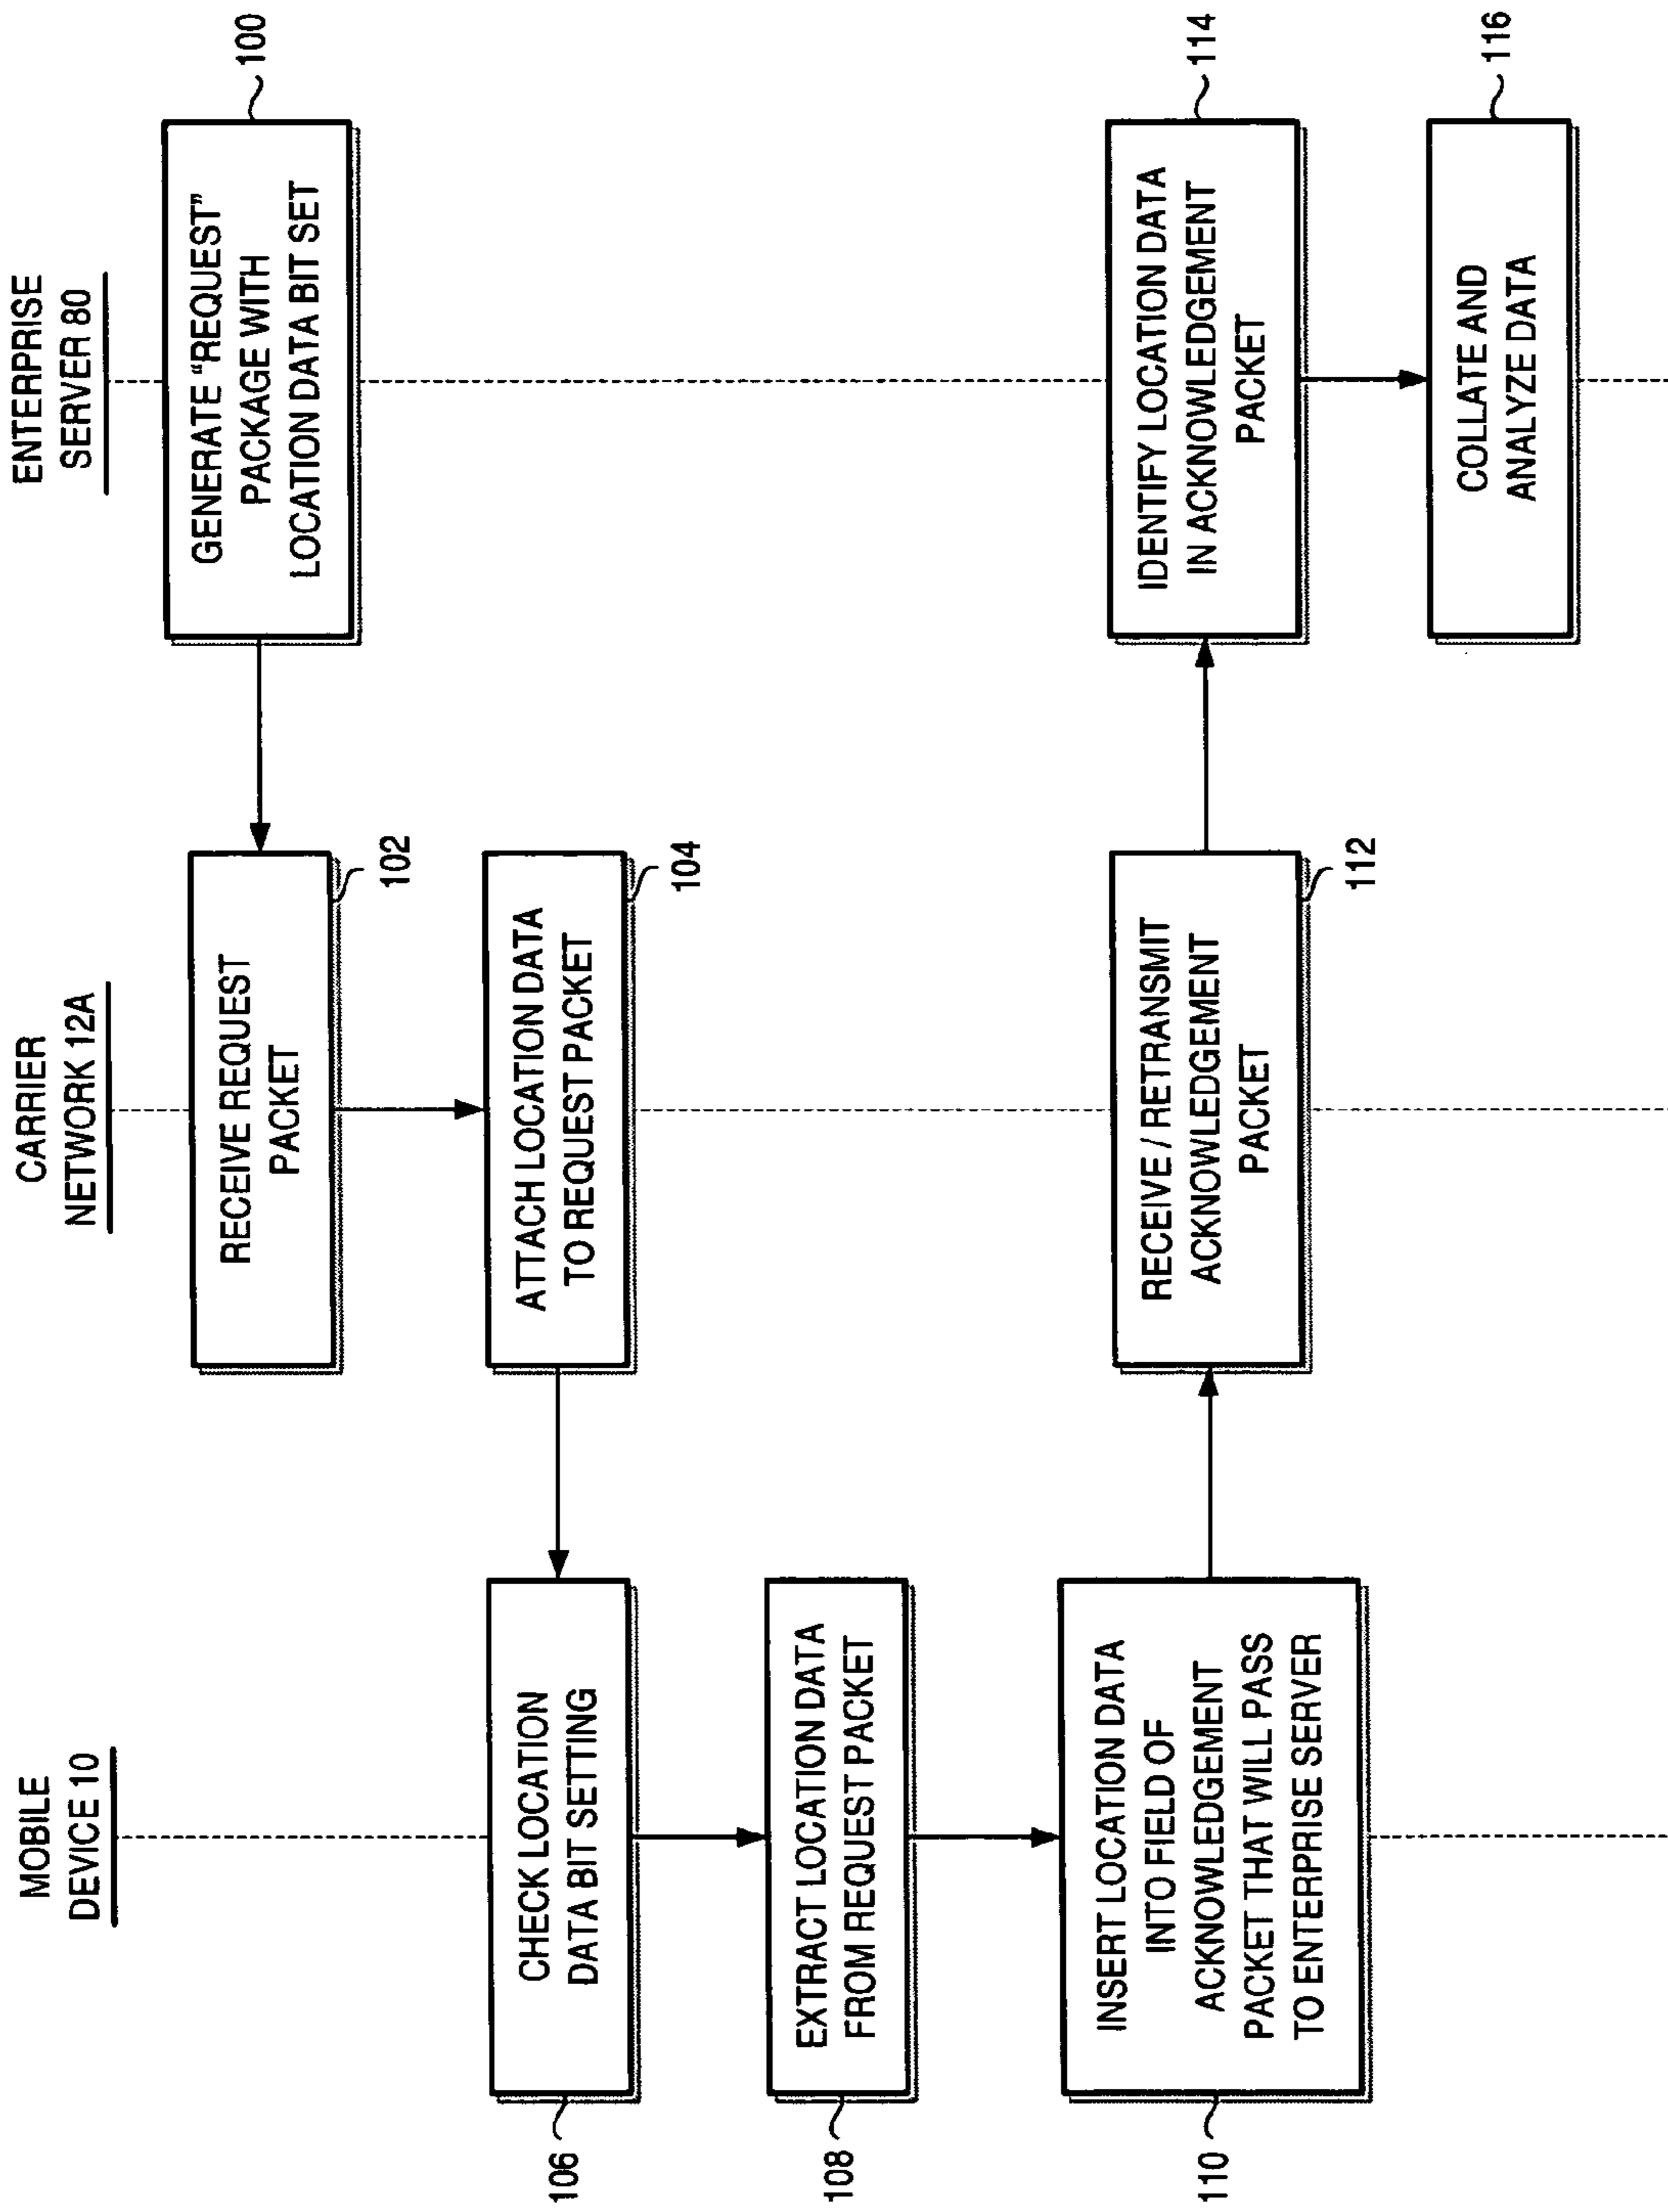 MOBILE
DEVICE 10
CARRIER
NETWORK 12A
ENTERPRISE
SERVER 80
GENERATE “REQUEST”
PACKAGE WITH
LOCATION DATA BIT SET
100
RECEIVE REQUEST
PACKET
102
ATTACH LOCATION DATA
TO REQUEST PACKET
104
CHECK LOCATION
DATA BIT SETTING
106
EXTRACT LOCATION DATA
FROM REQUEST PACKET
108
INSERT LOCATION DATA
INTO FIELD OF
ACKNOWLEDGEMENT
PACKET THAT WILL PASS
TO ENTERPRISE SERVER
110
RECEIVE / RETRANSMIT
ACKNOWLEDGEMENT
PACKET
112
IDENTIFY LOCATION DATA
IN ACKNOWLEDGEMENT
PACKET
114
COLLATE AND
ANALYZE DATA
116